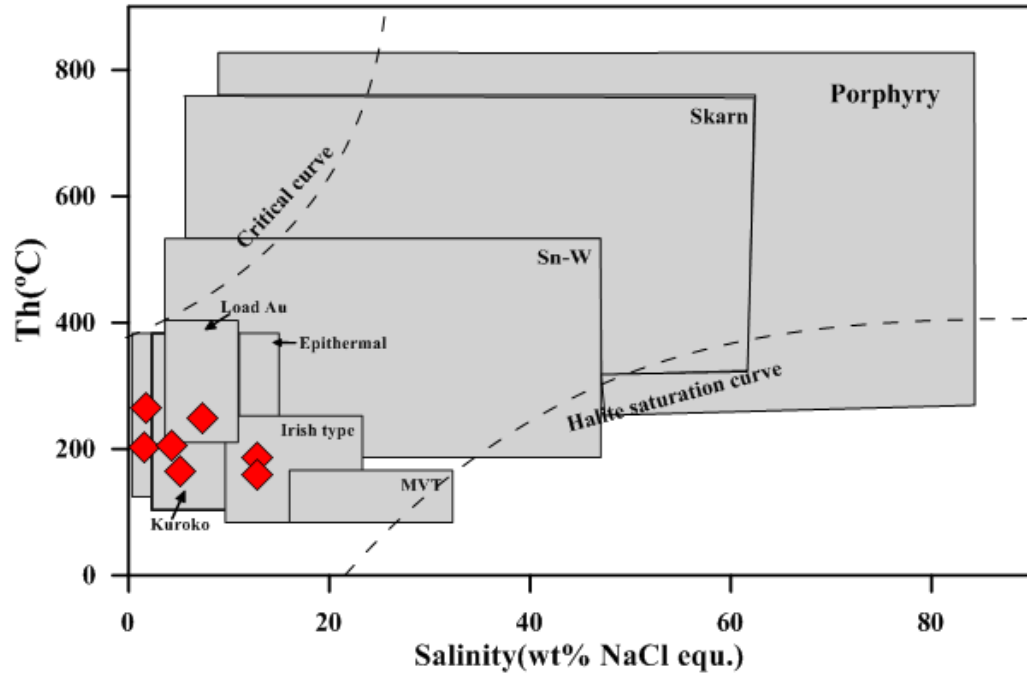 800
Porphyry
Skarn
600
Critical curve
Sn-W
Th(ºC)
Load Au
400
Epithermal
Halite saturation curve
Irish type
200
MVT
Kuroko
0
0
20
40
60
80
Salinity(wt% NaCl equ.)